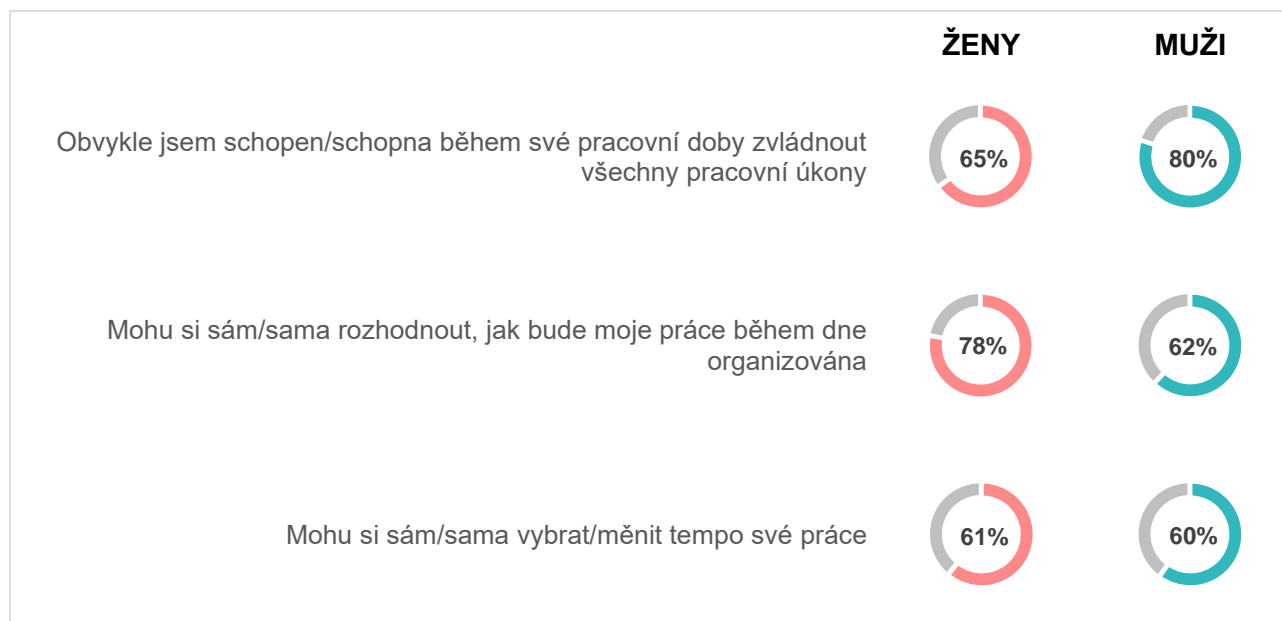 ŽENY MUŽI
Obvykle jsem schopen/schopna během své pracovní doby zvládnout
všechny pracovní úkony
65% 80%
Mohu si sám/sama rozhodnout, jak bude moje práce během dne
organizována
78% 62%
Mohu si sám/sama vybrat/měnit tempo své práce
61% 60%